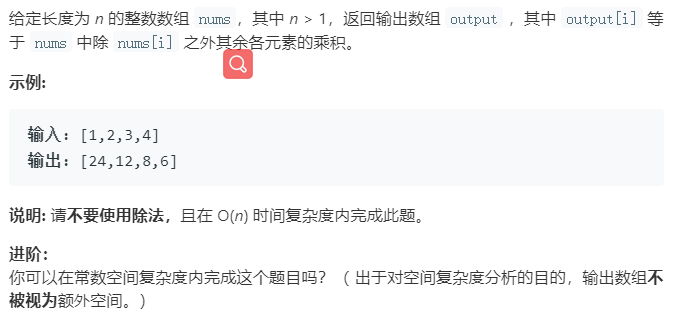 给定长度为 n 的整数数组 nums，其中 n > 1，返回输出数组 output ，其中 output[i] 等
于 nums 中除 nums[i] 之外其余各元素的乘积。
示例:
输入: [1,2,3,4]
输出: [24,12,8,6]
说明: 请不要使用除法，且在 O(n) 时间复杂度内完成此题。
进阶：
你可以在常数空间复杂度内完成这个题目吗？（ 出于对空间复杂度分析的目的，输出数组不
被视为额外空间。）